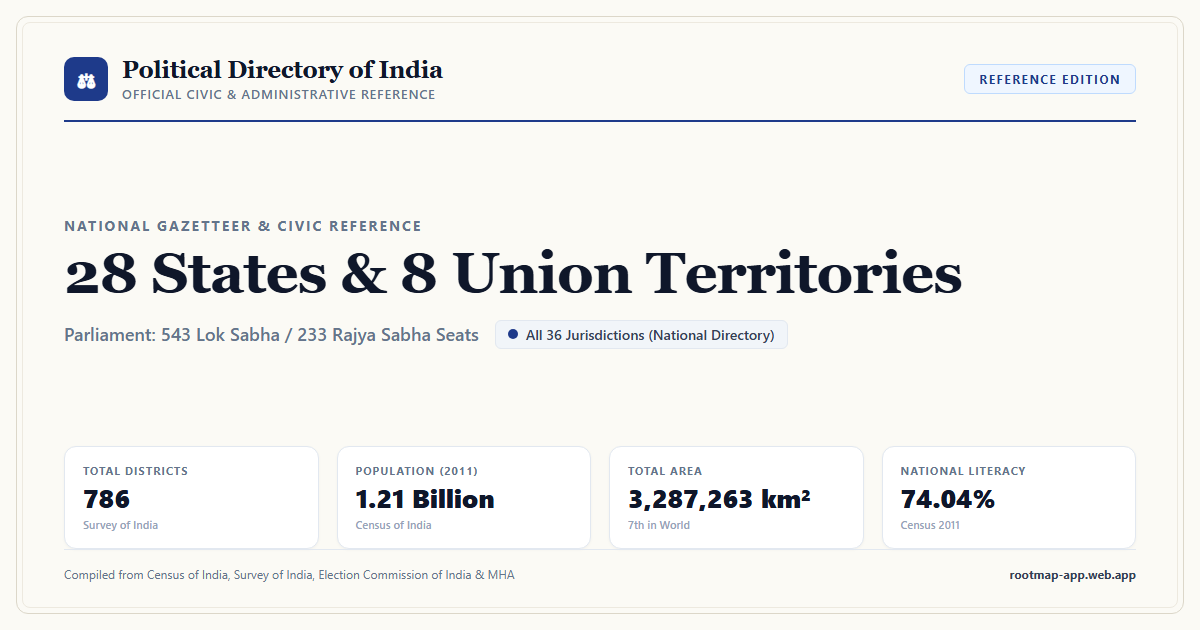 Political Directory of India
OFFICIAL CIVIC & ADMINISTRATIVE REFERENCE
REFERENCE EDITION
NATIONAL GAZETTEER & CIVIC REFERENCE
28 States & 8 Union Territories
Parliament: 543 Lok Sabha / 233 Rajya Sabha Seats
All 36 Jurisdictions (National Directory)
TOTAL DISTRICTS
786
Survey of India
POPULATION (2011)
1.21 Billion
Census of India
TOTAL AREA
3,287,263 km²
7th in World
NATIONAL LITERACY
74.04%
Census 2011
Compiled from Census of India, Survey of India, Election Commission of India & MHA
rootmap-app.web.app